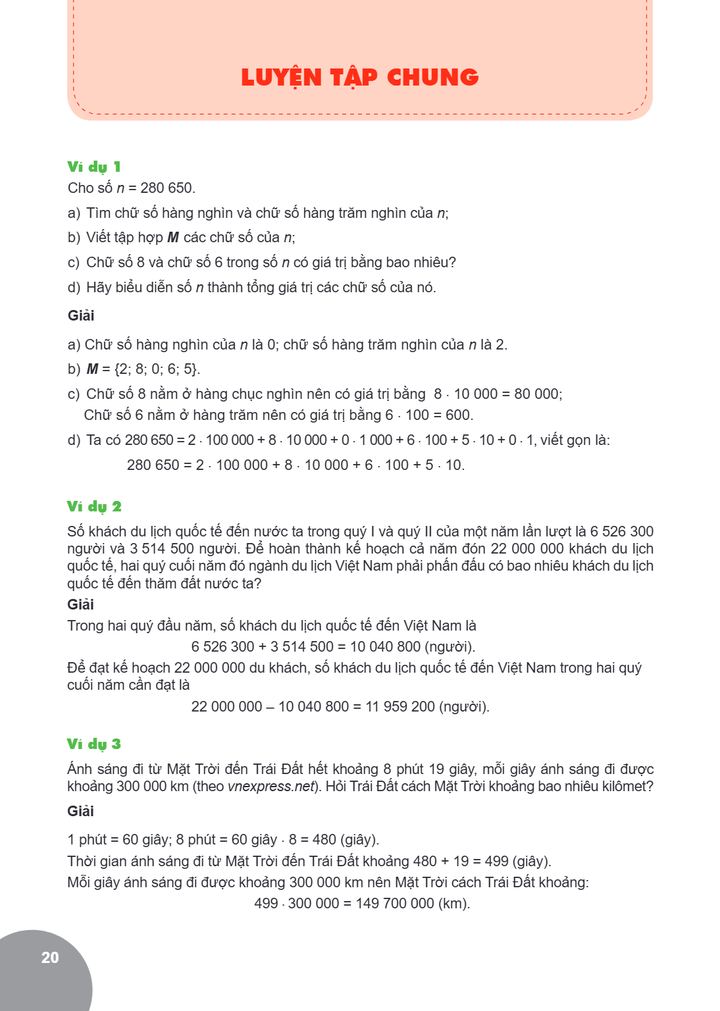 LUYỆN TẬP CHUNG
Ví dụ 1
Cho số n = 280 650.
a) Tìm chữ số hàng nghìn và chữ số hàng trăm nghìn của n;
b) Viết tập hợp M các chữ số của n;
c) Chữ số 8 và chữ số 6 trong số n có giá trị bằng bao nhiêu?
d) Hãy biểu diễn số n thành tổng giá trị các chữ số của nó.
Giải
a) Chữ số hàng nghìn của n là 0; chữ số hàng trăm nghìn của n là 2.
b) M = {2; 8; 0; 6; 5}.
c) Chữ số 8 nằm ở hàng chục nghìn nên có giá trị bằng 8 · 10 000 = 80 000;
Chữ số 6 nằm ở hàng trăm nên có giá trị bằng 6 · 100 = 600.
d) Ta có 280 650 = 2 · 100 000 + 8 · 10 000 + 0 · 1 000 + 6 · 100 + 5 · 10 + 0 · 1, viết gọn là:
280 650 = 2 · 100 000 + 8 · 10 000 + 6 · 100 + 5 · 10.
Ví dụ 2
Số khách du lịch quốc tế đến nước ta trong quý I và quý II của một năm lần lượt là 6 526 300
người và 3 514 500 người. Để hoàn thành kế hoạch cả năm đón 22 000 000 khách du lịch
quốc tế, hai quý cuối năm đó ngành du lịch Việt Nam phải phấn đấu có bao nhiêu khách du lịch
quốc tế đến thăm đất nước ta?
Giải
Trong hai quý đầu năm, số khách du lịch quốc tế đến Việt Nam là
6 526 300 + 3 514 500 = 10 040 800 (người).
Để đạt kế hoạch 22 000 000 du khách, số khách du lịch quốc tế đến Việt Nam trong hai quý
cuối năm cần đạt là
22 000 000 – 10 040 800 = 11 959 200 (người).
Ví dụ 3
Ánh sáng đi từ Mặt Trời đến Trái Đất hết khoảng 8 phút 19 giây, mỗi giây ánh sáng đi được
khoảng 300 000 km (theo vnexpress.net). Hỏi Trái Đất cách Mặt Trời khoảng bao nhiêu kilômet?
Giải
1 phút = 60 giây; 8 phút = 60 giây · 8 = 480 (giây).
Thời gian ánh sáng đi từ Mặt Trời đến Trái Đất khoảng 480 + 19 = 499 (giây).
Mỗi giây ánh sáng đi được khoảng 300 000 km nên Mặt Trời cách Trái Đất khoảng:
499 · 300 000 = 149 700 000 (km).
20